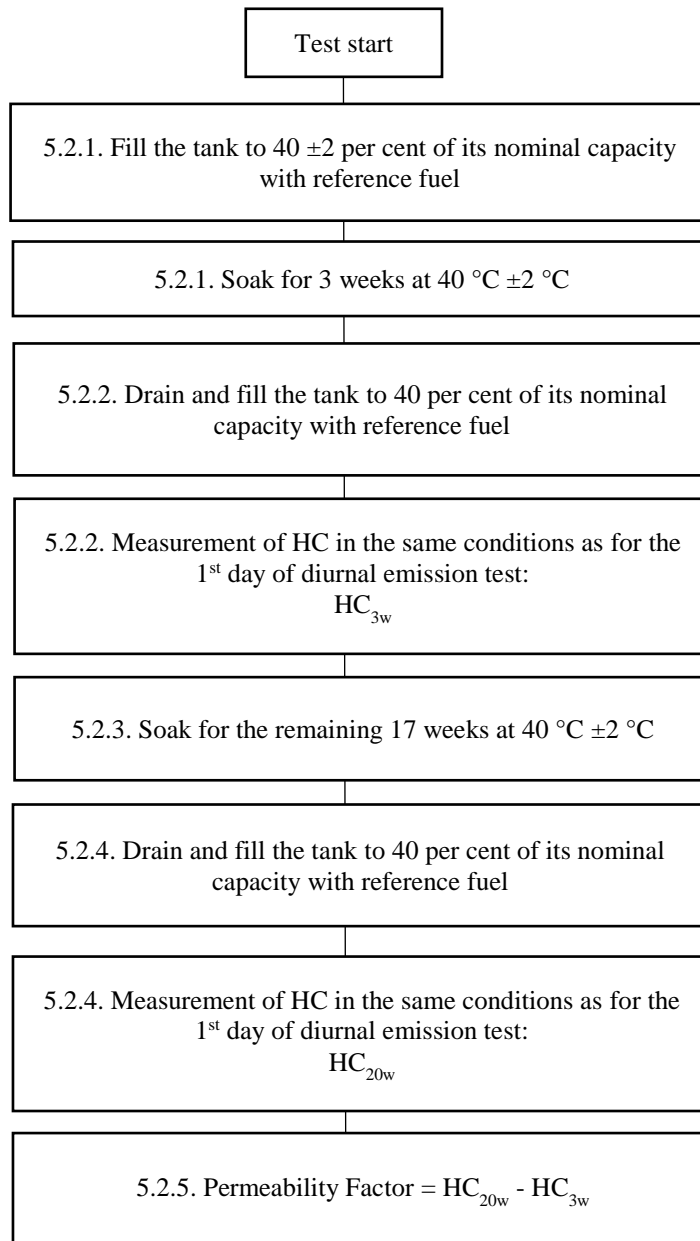 Test start
5.2.1. Fill the tank to 40 ±2 per cent of its nominal capacity
with reference fuel
5.2.1. Soak for 3 weeks at 40 °C ±2 °C
5.2.2. Drain and fill the tank to 40 per cent of its nominal
capacity with reference fuel
5.2.2. Measurement of HC in the same conditions as for the
1st day of diurnal emission test:
HC3w
5.2.3. Soak for the remaining 17 weeks at 40 °C ±2 °C
5.2.4. Drain and fill the tank to 40 per cent of its nominal
capacity with reference fuel
5.2.4. Measurement of HC in the same conditions as for the
1st day of diurnal emission test:
HC20w
5.2.5. Permeability Factor = HC20w - HC3w